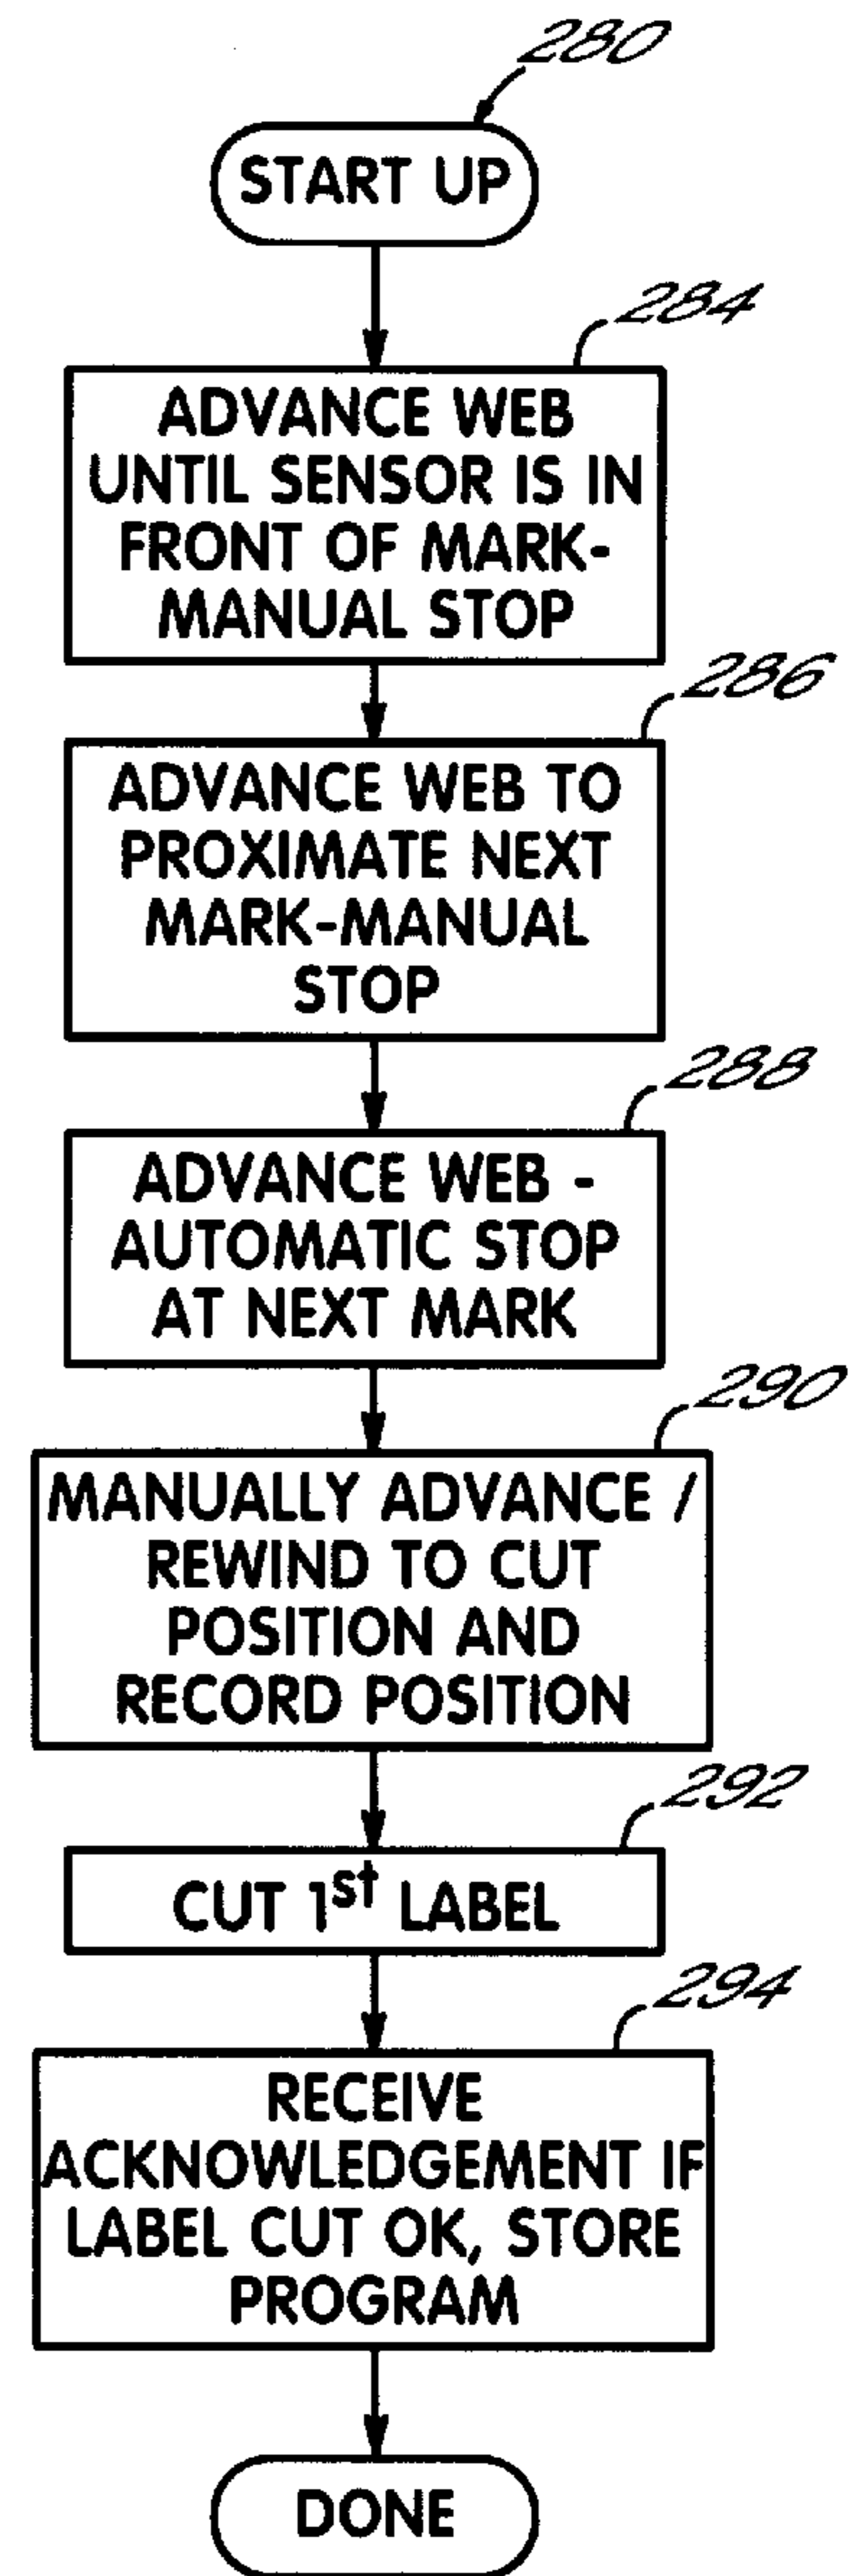 280
START UP
284
ADVANCE WEB
UNTIL SENSOR IS IN
FRONT OF MARK-
MANUAL STOP
286
ADVANCE WEB TO
PROXIMATE NEXT
MARK-MANUAL
STOP
288
ADVANCE WEB -
AUTOMATIC STOP
AT NEXT MARK
290
MANUALLY ADVANCE /
REWIND TO CUT
POSITION AND
RECORD POSITION
292
CUT 1st LABEL
294
RECEIVE
ACKNOWLEDGEMENT IF
LABEL CUT OK, STORE
PROGRAM
DONE